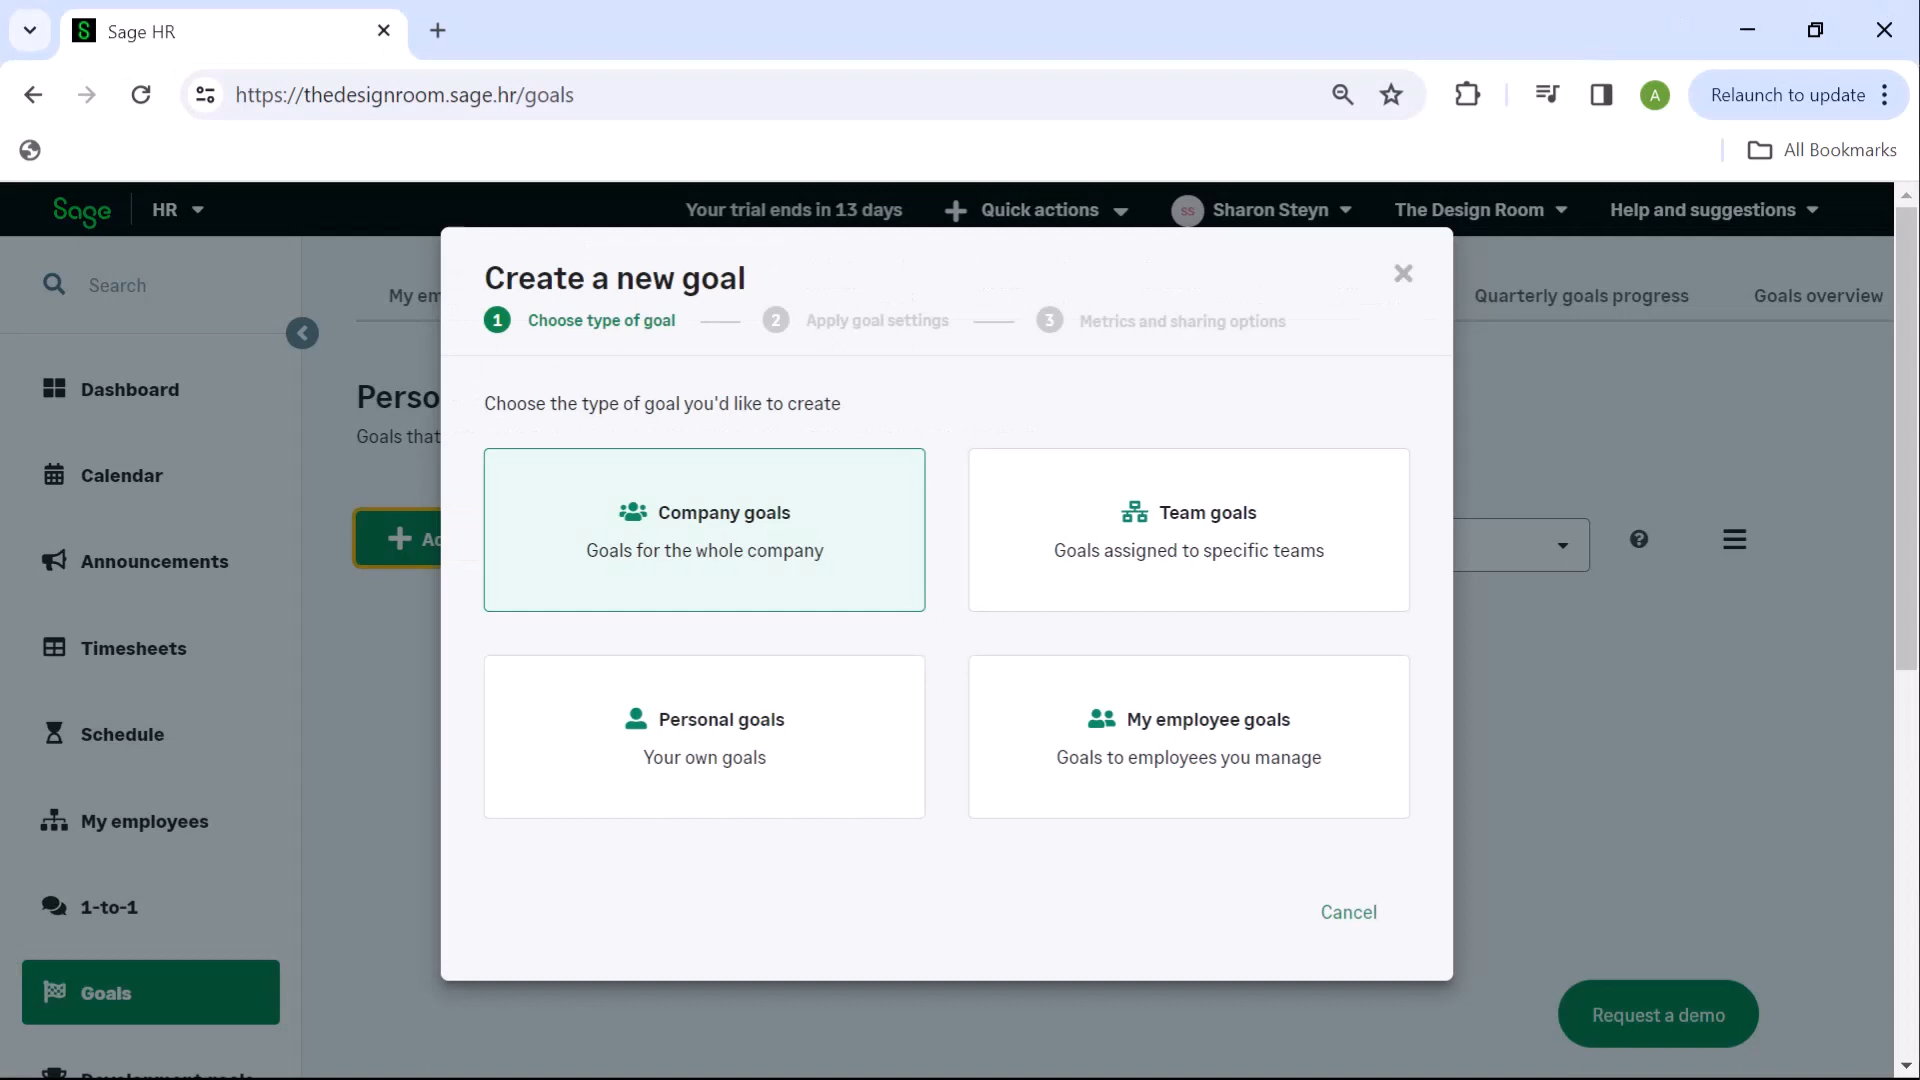 Sage HR
https://thedesignroom.sage.hr/goals
A
Relaunch to update
All Bookmarks
Sage
HR
Your trial ends in 13 days
Quick actions
SS
Sharon Steyn
The Design Room
Help and suggestions
Search
My em
Quarterly goals progress
Goals overview
Create a new goal
1 Choose type of goal
2 Apply goal settings
3 Metrics and sharing options
Dashboard
Calendar
Announcements
Timesheets
Schedule
My employees
1-to-1
Goals
Perso
Goals that
Choose the type of goal you'd like to create
Company goals
Goals for the whole company
Team goals
Goals assigned to specific teams
Personal goals
Your own goals
My employee goals
Goals to employees you manage
Cancel
Request a demo